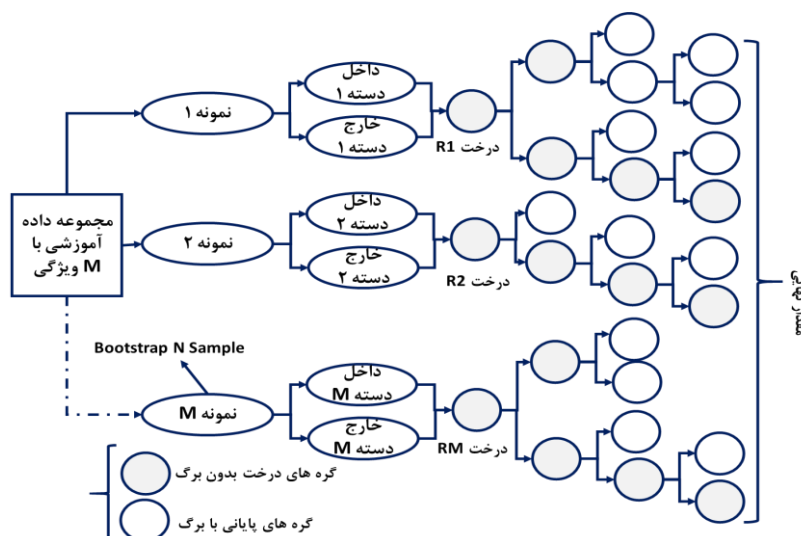 مجموعه داده
آموزشی با
M ویژگی
نمونه ۱
داخل
دسته ۱
خارج
دسته ۱
درخت R1
نمونه ۲
داخل
دسته ۲
خارج
دسته ۲
درخت R2
Bootstrap N Sample
نمونه M
داخل
دسته M
خارج
دسته M
درخت RM
مقدار نهایی
گره های درخت بدون برگ
گره های پایانی با برگ